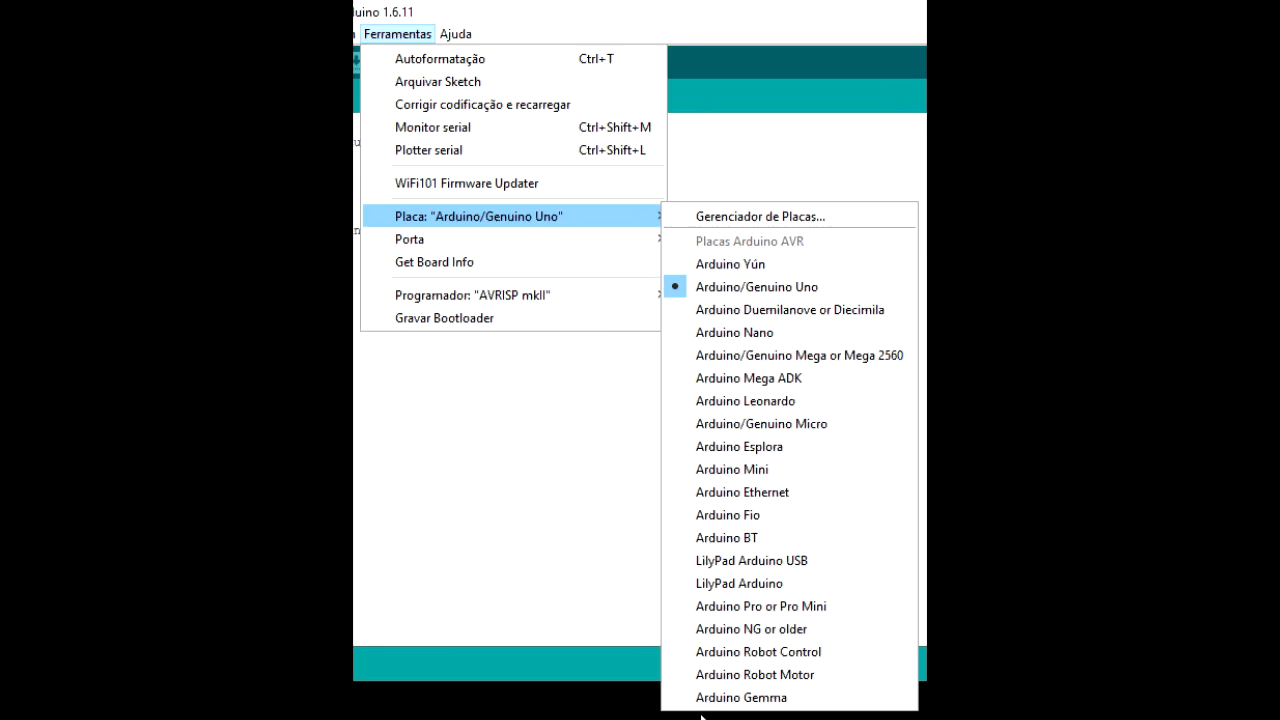 duino 1.6.11
Ferramentas Ajuda
Autoformatação Ctrl+T
Arquivar Sketch
Corrigir codificação e recarregar
Monitor serial Ctrl+Shift+M
Plotter serial Ctrl+Shift+L
WiFi101 Firmware Updater
Placa: "Arduino/Genuino Uno"
Porta
Get Board Info
Programador: "AVRISP mkII"
Gravar Bootloader
Gerenciador de Placas...
Placas Arduino AVR
Arduino Yún
Arduino/Genuino Uno
Arduino Duemilanove or Diecimila
Arduino Nano
Arduino/Genuino Mega or Mega 2560
Arduino Mega ADK
Arduino Leonardo
Arduino/Genuino Micro
Arduino Esplora
Arduino Mini
Arduino Ethernet
Arduino Fio
Arduino BT
LilyPad Arduino USB
LilyPad Arduino
Arduino Pro or Pro Mini
Arduino NG or older
Arduino Robot Control
Arduino Robot Motor
Arduino Gemma